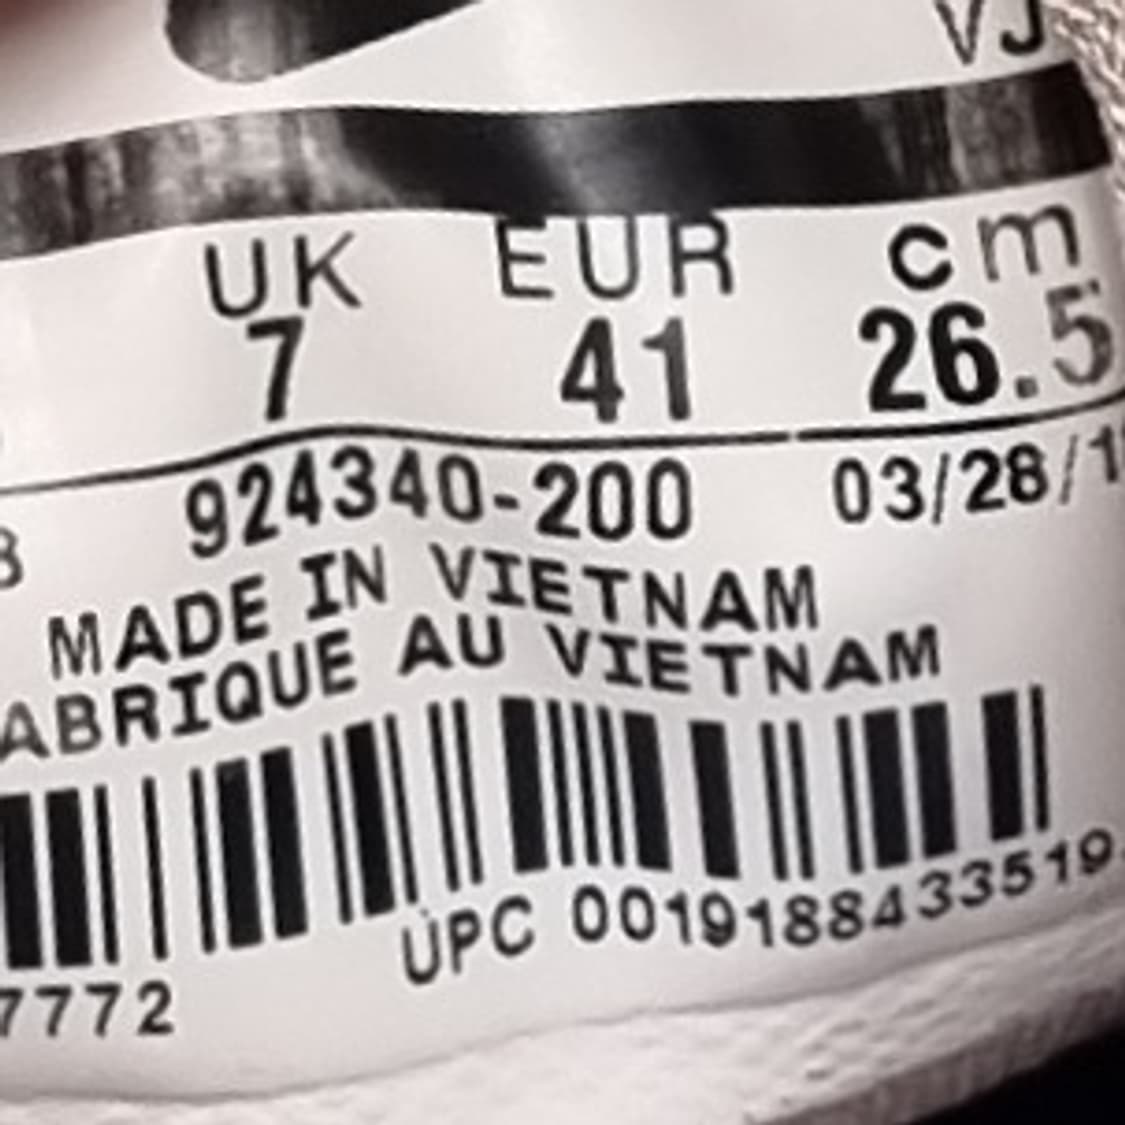 VJ
UK EUR cm
7 41 26.5
924340-200 03/28/1
MADE IN VIETNAM
ABRIQUE AU VIETNAM
UPC 0019188433519
7772